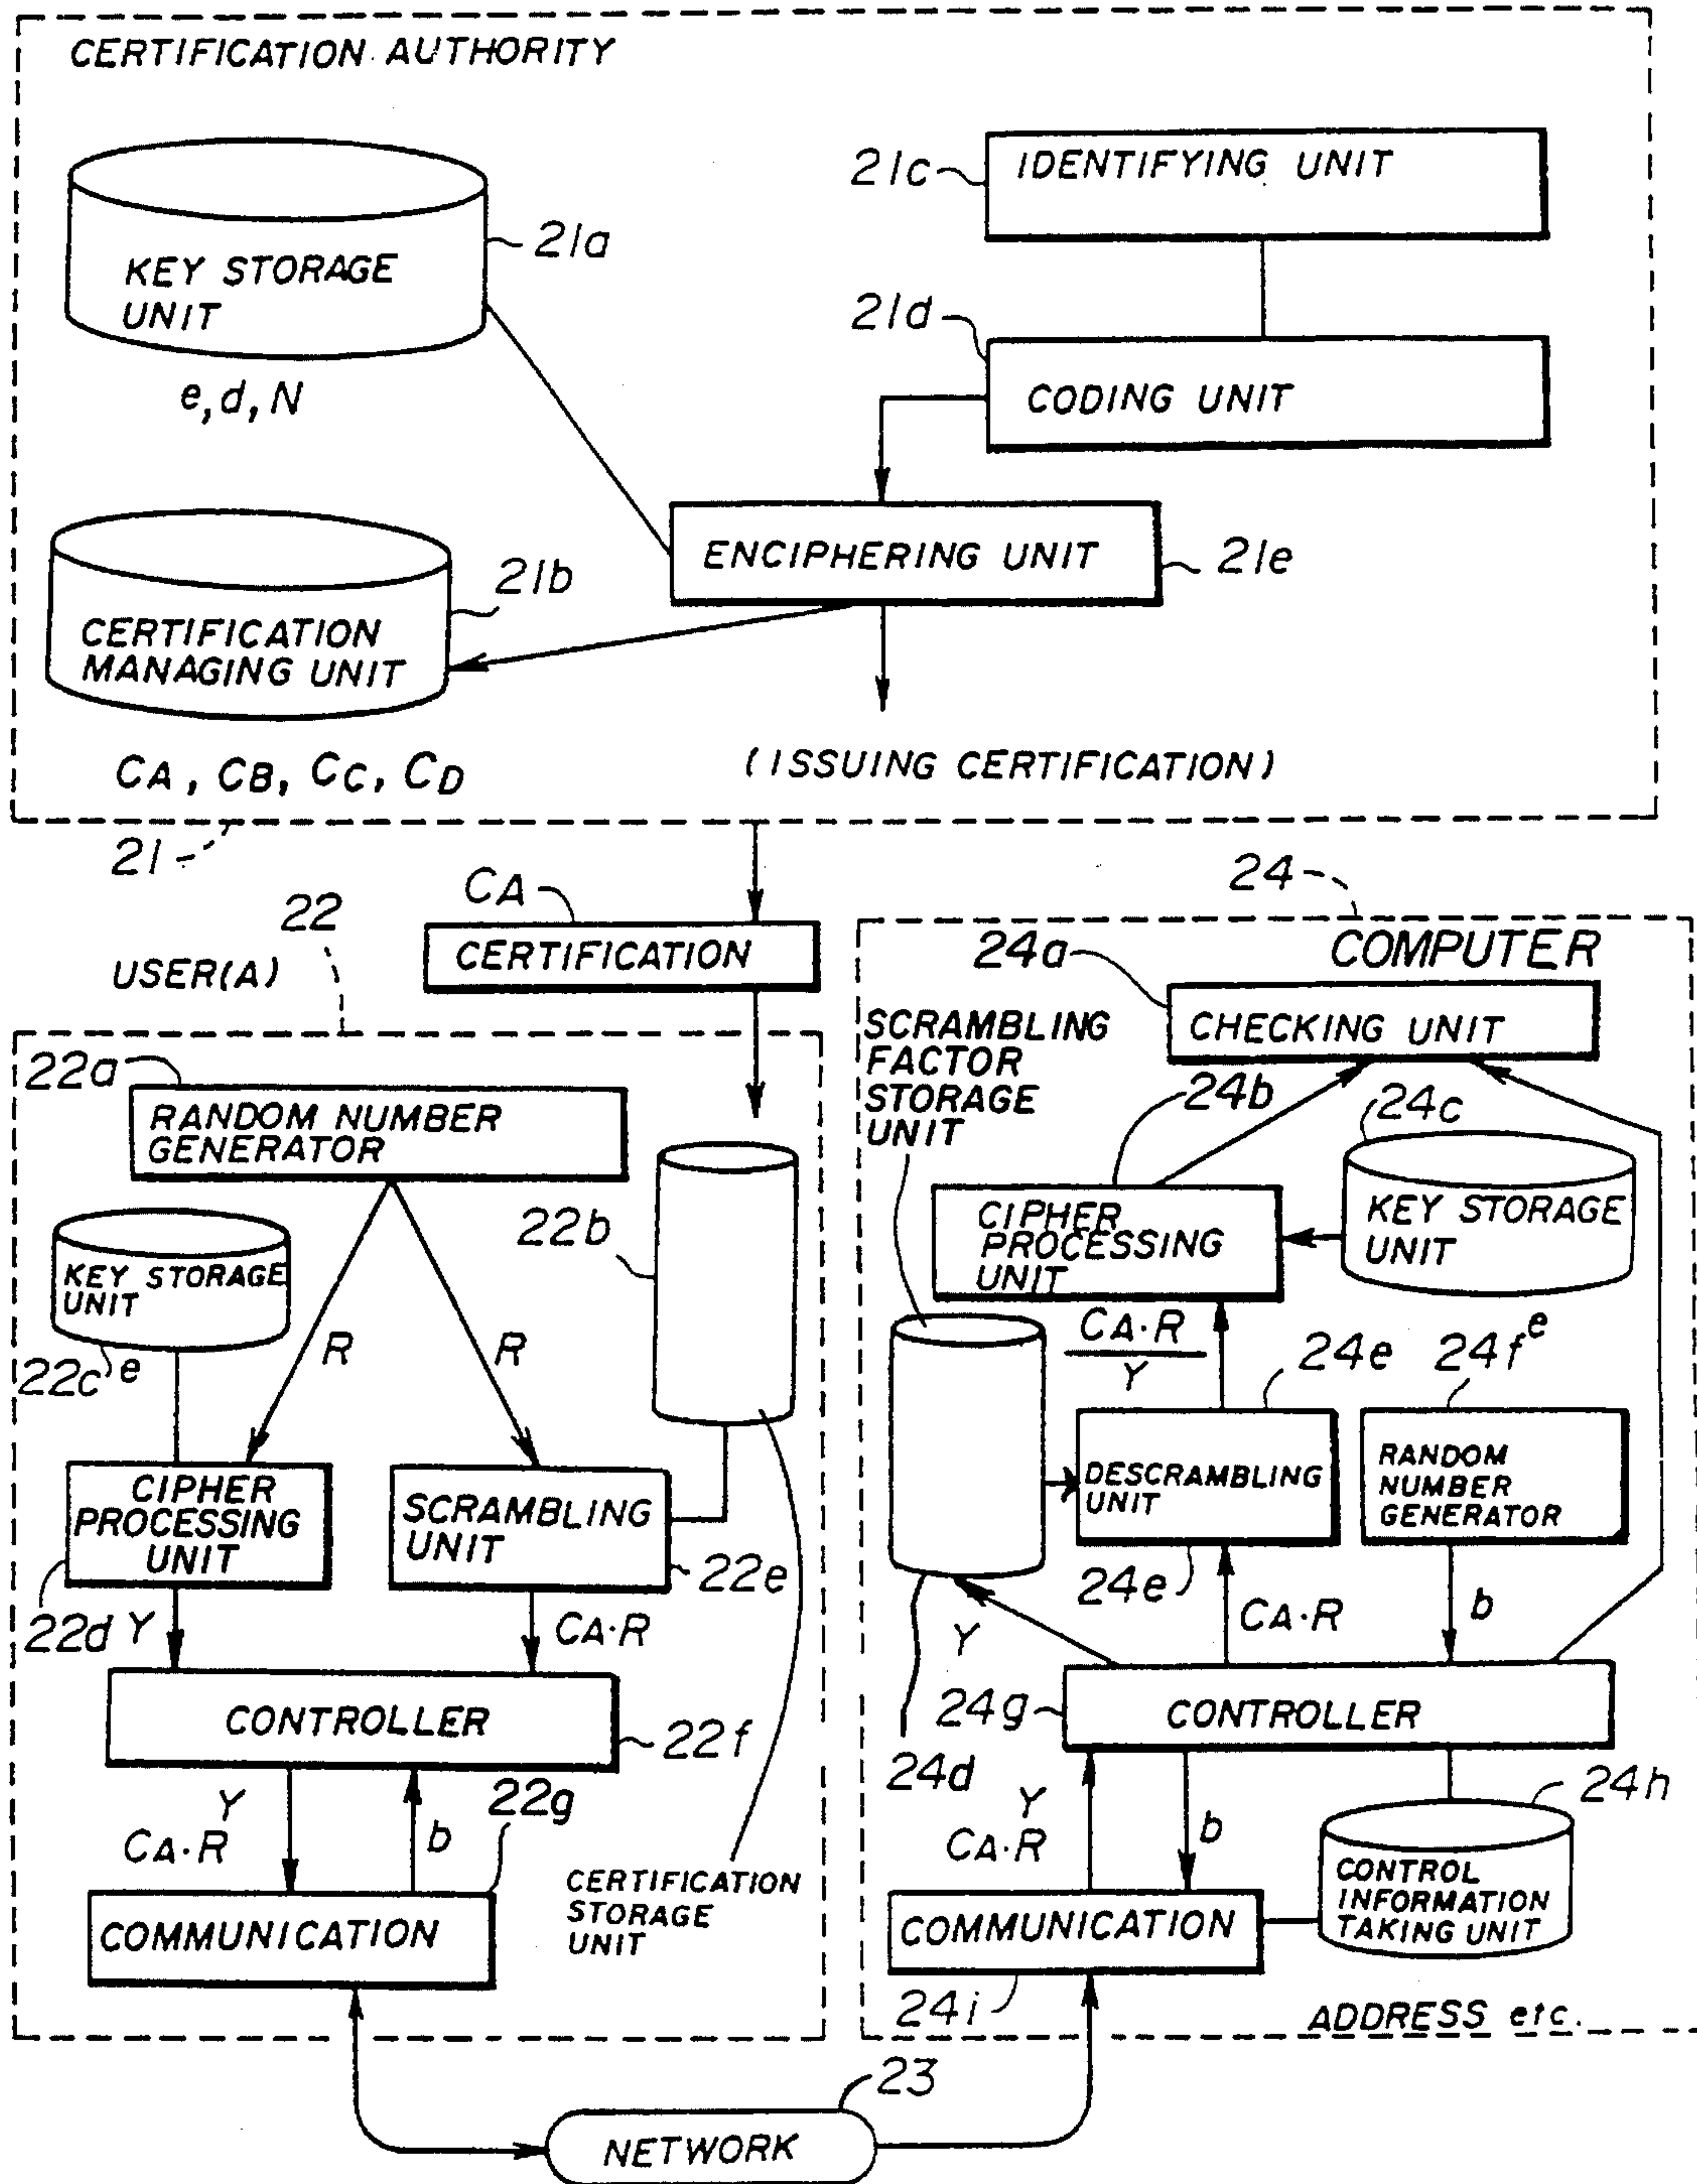 CERTIFICATION AUTHORITY
21c
IDENTIFYING UNIT
21a
KEY STORAGE
UNIT
21d
CODING UNIT
e, d, N
ENCIPHERING UNIT
21e
21b
CERTIFICATION
MANAGING UNIT
CA, CB, CC, CD
(ISSUING CERTIFICATION)
21
CA
24
22
CERTIFICATION
USER(A)
24a
COMPUTER
CHECKING UNIT
SCRAMBLING
FACTOR
STORAGE
UNIT
22a
RANDOM NUMBER
GENERATOR
24b
24c
22b
CIPHER
PROCESSING
UNIT
KEY STORAGE
UNIT
KEY STORAGE
UNIT
22c
e
R
R
CA·R
Y
24e
24f
e
CIPHER
PROCESSING
UNIT
SCRAMBLING
UNIT
DESCRAMBLING
UNIT
RANDOM
NUMBER
GENERATOR
22e
24e
22d
Y
CA·R
Y
CA·R
b
CONTROLLER
22f
24g
CONTROLLER
24d
Y
CA·R
b
22g
Y
CA·R
b
24h
CERTIFICATION
STORAGE
UNIT
CONTROL
INFORMATION
TAKING UNIT
COMMUNICATION
COMMUNICATION
24i
ADDRESS etc.
23
NETWORK